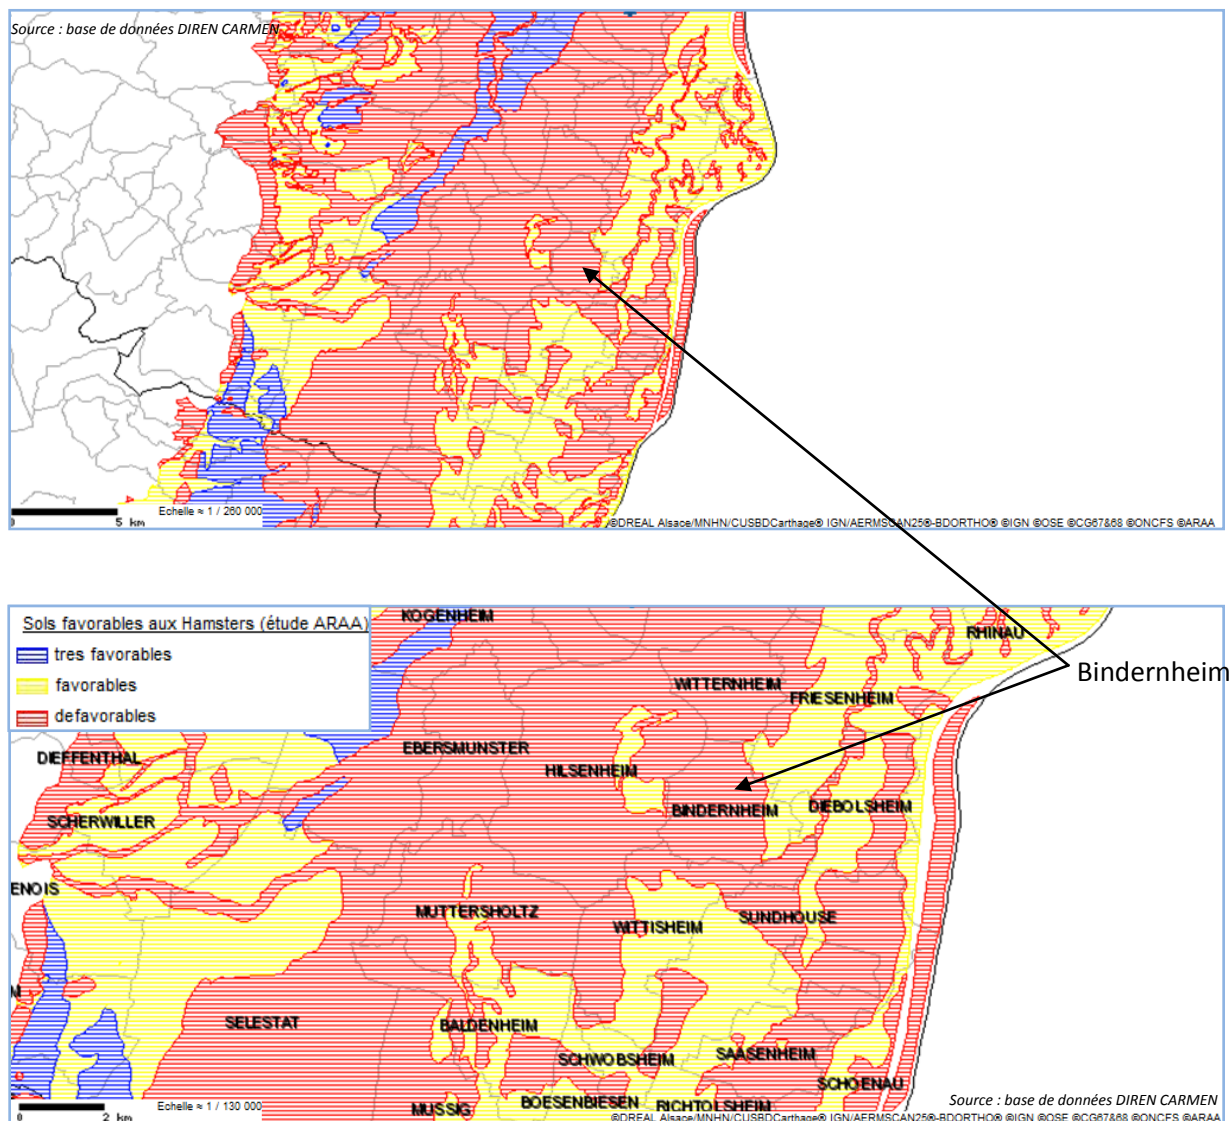 Source : base de données DIREN CARMEN
Echelle ≈ 1 / 260 000
0 5 km
©DREAL Alsace/MNHN/CUSBDCarthage® IGN/AERMSCAN25®-BDORTHO® ©IGN ©OSE ©CG67&68 ©ONCFS ©ARAA
Sols favorables aux Hamsters (étude ARAA)
tres favorables
favorables
defavorables
KOGENHEIM
RHINAU
Bindernheim
WITTERNHEIM
FRIESENHEIM
DIEFFENTHAL
EBERSMUNSTER
HILSENHEIM
SCHERWILLER
BINDERNHEIM
DIEBOLSHEIM
ENOIS
MUTTERSHOLTZ
WITTISHEIM
SUNDHOUSE
SELESTAT
BALDENHEIM
SCHWOBSHEIM
SAASENHEIM
SCHOENAU
MUSSIG
BOESENBIESEN
RICHTOLSHEIM
Source : base de données DIREN CARMEN
Echelle ≈ 1 / 130 000
0 2 km
©DREAL Alsace/MNHN/CUSBDCarthage® IGN/AERMSCAN25®-BDORTHO® ©IGN ©OSE ©CG67&68 ©ONCFS ©ARAA